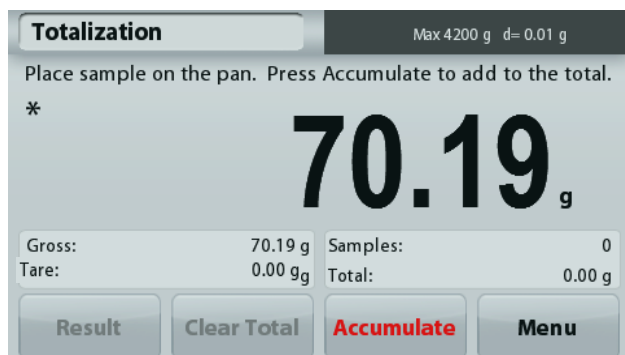 Totalization
Max 4200 g d= 0.01 g
Place sample on the pan. Press Accumulate to add to the total.
*
70.19 g
Gross: 70.19 g Samples: 0
Tare: 0.00 gg Total: 0.00 g
Result Clear Total Accumulate Menu